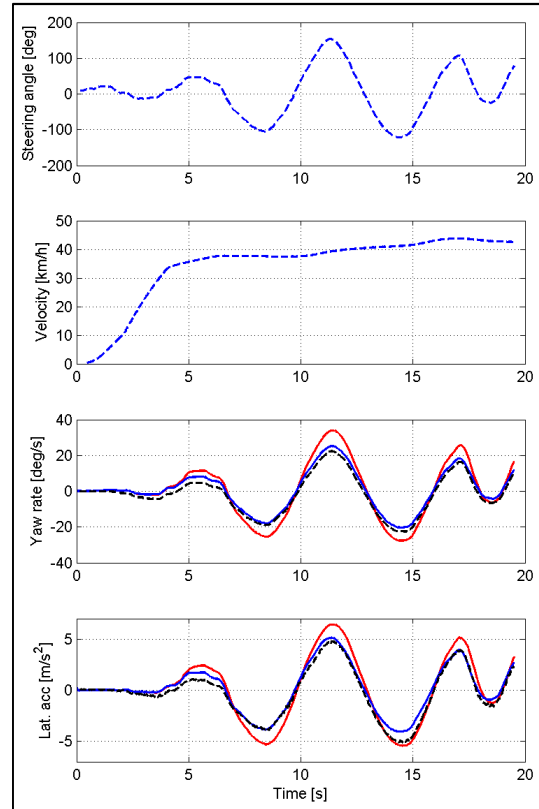 200
100
0
-100
-200
Steering angle [deg]
0 5 10 15 20
50
40
30
20
10
0
Velocity [km/h]
0 5 10 15 20
40
20
0
-20
-40
Yaw rate [deg/s]
0 5 10 15 20
5
0
-5
Lat. acc [m/s²]
0 5 10 15 20
Time [s]